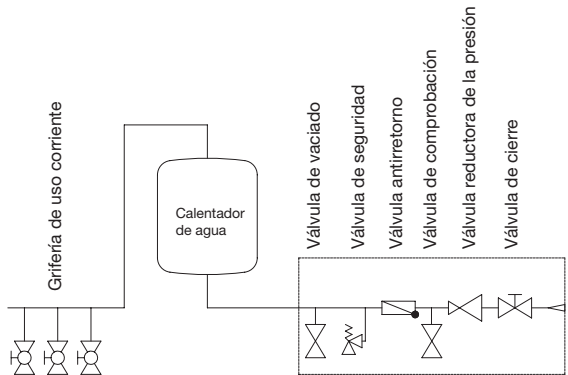 Grifería de uso corriente
Calentador
de agua
Válvula de vaciado
Válvula de seguridad
Válvula antirretorno
Válvula de comprobación
Válvula reductora de la presión
Válvula de cierre